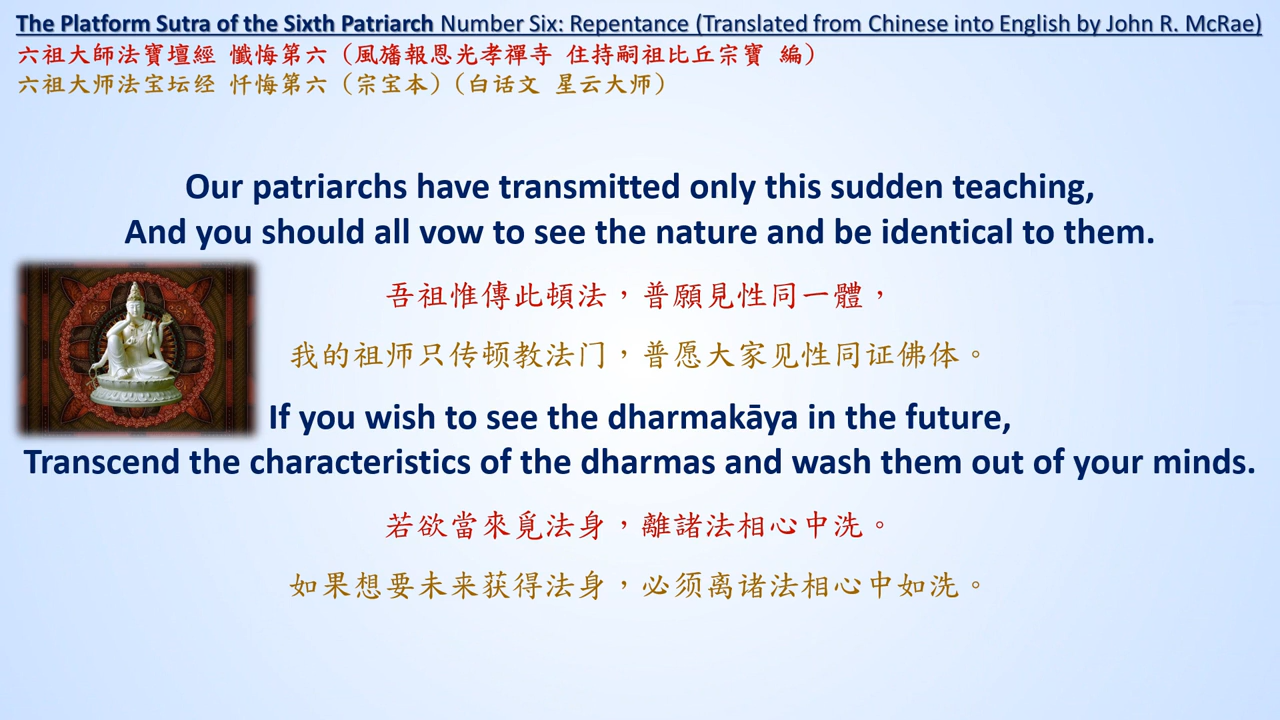 The Platform Sutra of the Sixth Patriarch Number Six: Repentance (Translated from Chinese into English by John R. McRae)
六祖大師法寶壇經 懺悔第六 (風旛報恩光孝禪寺 住持嗣祖比丘宗寶 編)
六祖大师法宝坛经 忏悔第六 (宗宝本) (白话文 星云大师)
Our patriarchs have transmitted only this sudden teaching,
And you should all vow to see the nature and be identical to them.
吾祖惟傳此頓法，普願見性同一體，
我的祖师只传顿教法门，普愿大家见性同证佛体。
If you wish to see the dharmakāya in the future,
Transcend the characteristics of the dharmas and wash them out of your minds.
若欲當來覓法身，離諸法相心中洗。
如果想要未来获得法身，必须离诸法相心中如洗。